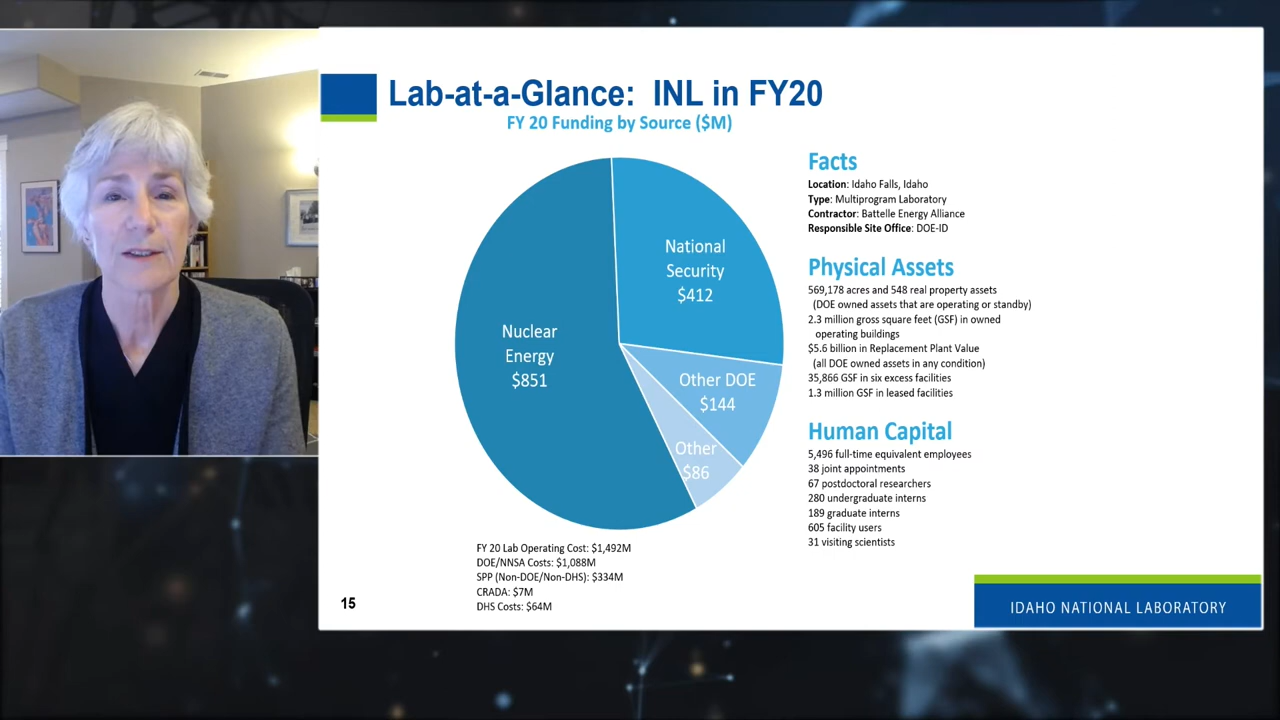 Lab-at-a-Glance:  INL in FY20
FY 20 Funding by Source ($M)
National
Security
$412
Nuclear
Energy
$851
Other DOE
$144
Other
$86
FY 20 Lab Operating Cost: $1,492M
DOE/NNSA Costs: $1,088M
SPP (Non-DOE/Non-DHS): $334M
CRADA: $7M
DHS Costs: $64M
Facts
Location: Idaho Falls, Idaho
Type: Multiprogram Laboratory
Contractor: Battelle Energy Alliance
Responsible Site Office: DOE-ID
Physical Assets
569,178 acres and 548 real property assets
(DOE owned assets that are operating or standby)
2.3 million gross square feet (GSF) in owned
operating buildings
$5.6 billion in Replacement Plant Value
(all DOE owned assets in any condition)
35,866 GSF in six excess facilities
1.3 million GSF in leased facilities
Human Capital
5,496 full-time equivalent employees
38 joint appointments
67 postdoctoral researchers
280 undergraduate interns
189 graduate interns
605 facility users
31 visiting scientists
15
IDAHO NATIONAL LABORATORY